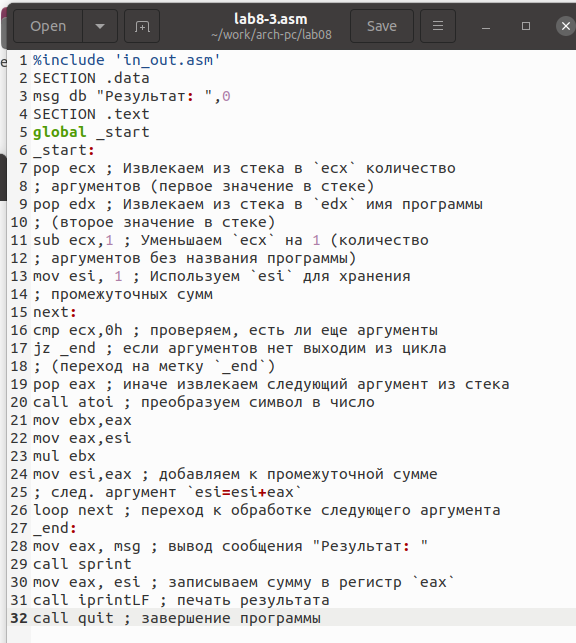 Open
lab8-3.asm
~/work/arch-pc/lab08
Save
1 %include 'in_out.asm'
2 SECTION .data
3 msg db "Результат: ",0
4 SECTION .text
5 global _start
6 _start:
7 pop ecx ; Извлекаем из стека в `ecx` количество
8 ; аргументов (первое значение в стеке)
9 pop edx ; Извлекаем из стека в `edx` имя программы
10 ; (второе значение в стеке)
11 sub ecx,1 ; Уменьшаем `ecx` на 1 (количество
12 ; аргументов без названия программы)
13 mov esi, 1 ; Используем `esi` для хранения
14 ; промежуточных сумм
15 next:
16 cmp ecx,0h ; проверяем, есть ли еще аргументы
17 jz _end ; если аргументов нет выходим из цикла
18 ; (переход на метку `_end`)
19 pop eax ; иначе извлекаем следующий аргумент из стека
20 call atoi ; преобразуем символ в число
21 mov ebx,eax
22 mov eax,esi
23 mul ebx
24 mov esi,eax ; добавляем к промежуточной сумме
25 ; след. аргумент `esi=esi+eax`
26 loop next ; переход к обработке следующего аргумента
27 _end:
28 mov eax, msg ; вывод сообщения "Результат: "
29 call sprint
30 mov eax, esi ; записываем сумму в регистр `eax`
31 call iprintLF ; печать результата
32 call quit ; завершение программы